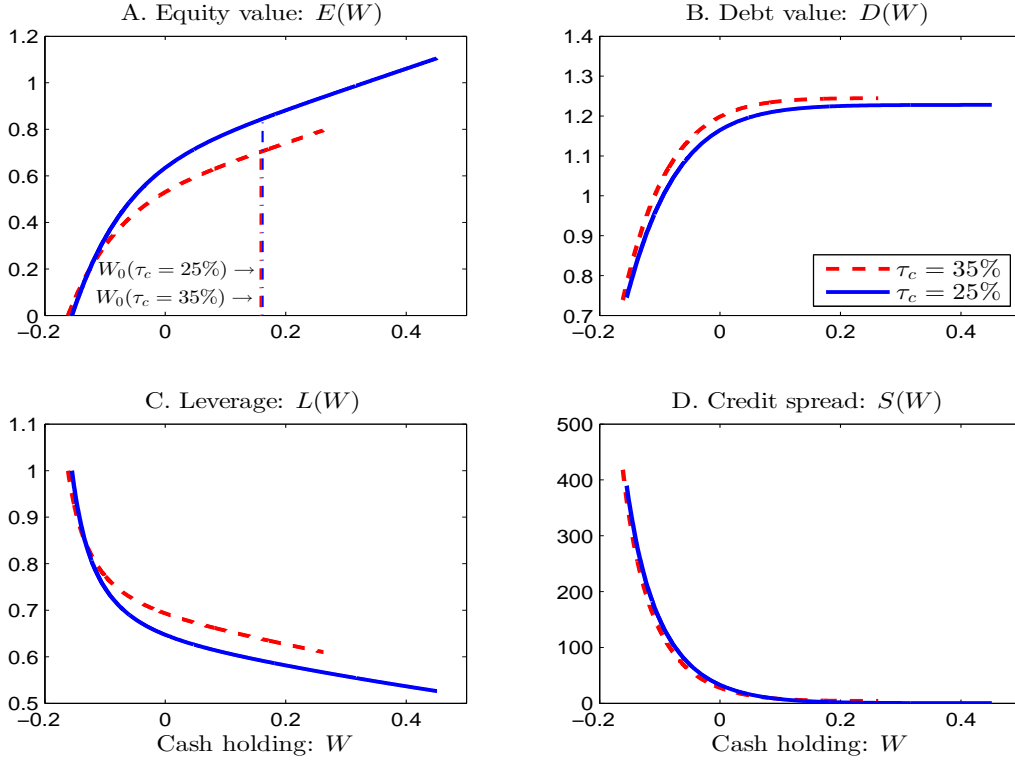 A. Equity value: E(W)
1.2
1
0.8
0.6
0.4
0.2
0
W₀(τ_c = 25%) →
W₀(τ_c = 35%) →
−0.2 0 0.2 0.4
B. Debt value: D(W)
1.4
1.3
1.2
1.1
1
0.9
0.8
0.7
τ_c = 35%
τ_c = 25%
−0.2 0 0.2 0.4
C. Leverage: L(W)
1.1
1
0.9
0.8
0.7
0.6
0.5
−0.2 0 0.2 0.4
Cash holding: W
D. Credit spread: S(W)
500
400
300
200
100
0
−0.2 0 0.2 0.4
Cash holding: W